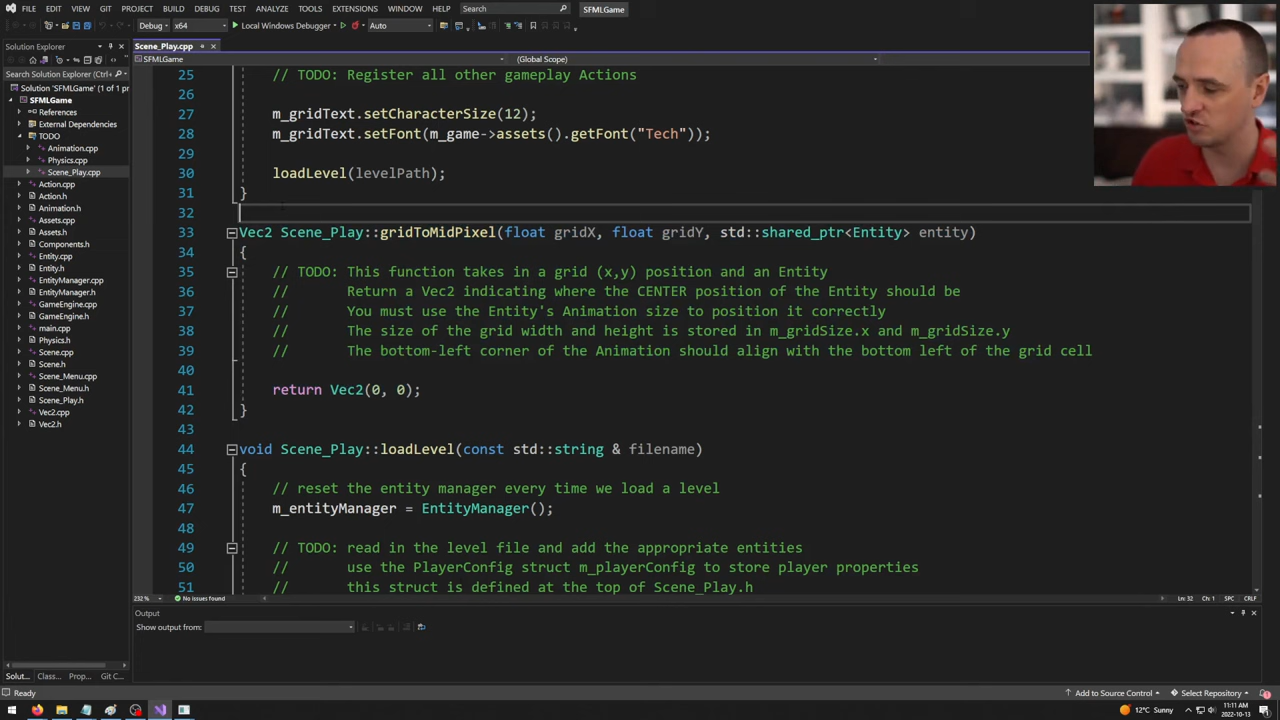 FILE EDIT VIEW GIT PROJECT BUILD DEBUG TEST ANALYZE TOOLS EXTENSIONS WINDOW HELP Search SFMLGame
Debug x64 Local Windows Debugger Auto
Solution Explorer
Search Solution Explorer (Ctrl+
Solution 'SFMLGame' (1 of 1 pr
SFMLGame
References
External Dependencies
TODO
Animation.cpp
Physics.cpp
Scene_Play.cpp
Action.cpp
Action.h
Animation.h
Assets.cpp
Assets.h
Components.h
Entity.cpp
Entity.h
EntityManager.cpp
EntityManager.h
GameEngine.cpp
GameEngine.h
main.cpp
Physics.h
Scene.cpp
Scene.h
Scene_Menu.cpp
Scene_Menu.h
Scene_Play.h
Vec2.cpp
Vec2.h
Solut... Class... Prop... Git C...
Scene_Play.cpp
SFMLGame (Global Scope)
25 // TODO: Register all other gameplay Actions
26
27 m_gridText.setCharacterSize(12);
28 m_gridText.setFont(m_game->assets().getFont("Tech"));
29
30 loadLevel(levelPath);
31 }
32
33 Vec2 Scene_Play::gridToMidPixel(float gridX, float gridY, std::shared_ptr<Entity> entity)
34 {
35 // TODO: This function takes in a grid (x,y) position and an Entity
36 // Return a Vec2 indicating where the CENTER position of the Entity should be
37 // You must use the Entity's Animation size to position it correctly
38 // The size of the grid width and height is stored in m_gridSize.x and m_gridSize.y
39 // The bottom-left corner of the Animation should align with the bottom left of the grid cell
40
41 return Vec2(0, 0);
42 }
43
44 void Scene_Play::loadLevel(const std::string & filename)
45 {
46 // reset the entity manager every time we load a level
47 m_entityManager = EntityManager();
48
49 // TODO: read in the level file and add the appropriate entities
50 // use the PlayerConfig struct m_playerConfig to store player properties
51 // this struct is defined at the top of Scene_Play.h
232 % No issues found Ln: 32 Ch: 1 SPC CRLF
Output
Show output from:
Ready Add to Source Control Select Repository
12°C Sunny 11:11 AM
2022-10-13